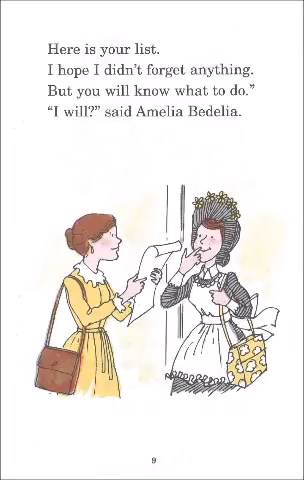 Here is your list.
I hope I didn't forget anything.
But you will know what to do."
"I will?" said Amelia Bedelia.
9